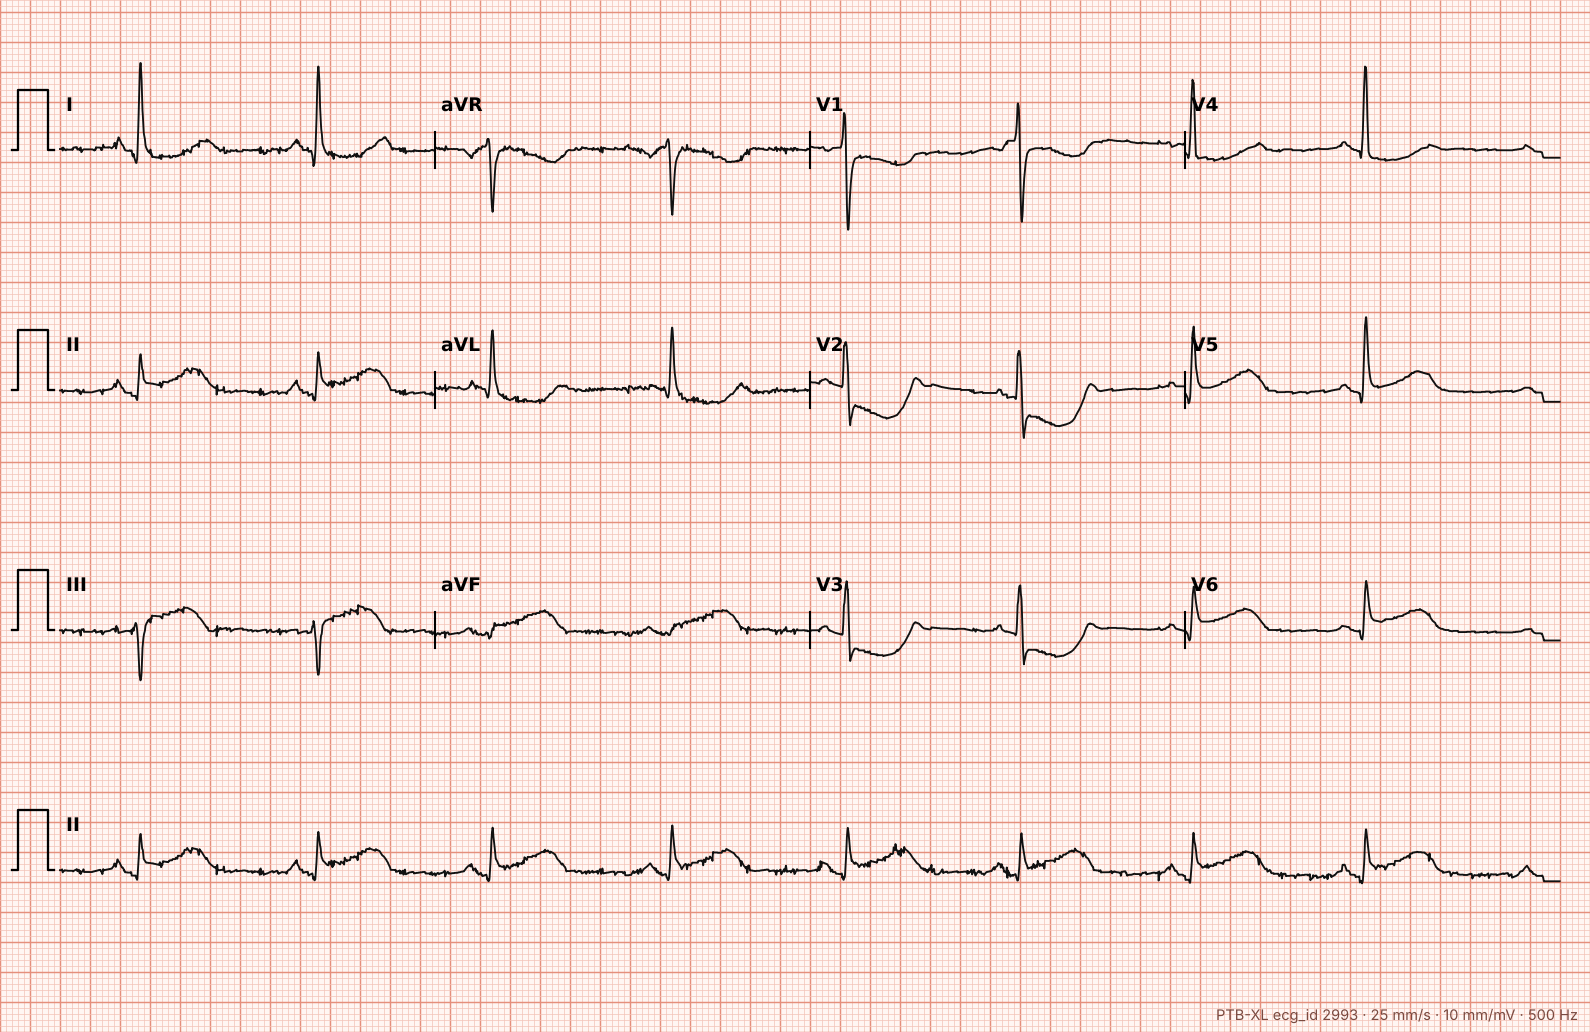 I aVR V1 V4
II aVL V2 V5
III aVF V3 V6
II
PTB-XL ecg_id 2993 · 25 mm/s · 10 mm/mV · 500 Hz